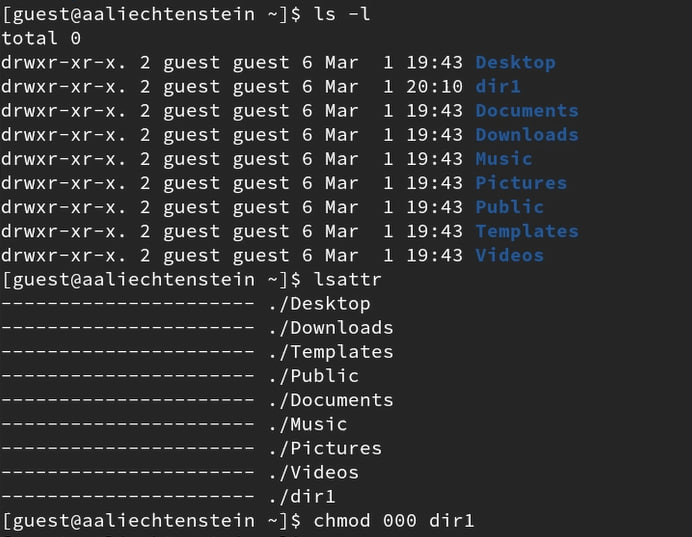 [guest@aaliechtenstein ~]$ ls -l
total 0
drwxr-xr-x. 2 guest guest 6 Mar  1 19:43 Desktop
drwxr-xr-x. 2 guest guest 6 Mar  1 20:10 dir1
drwxr-xr-x. 2 guest guest 6 Mar  1 19:43 Documents
drwxr-xr-x. 2 guest guest 6 Mar  1 19:43 Downloads
drwxr-xr-x. 2 guest guest 6 Mar  1 19:43 Music
drwxr-xr-x. 2 guest guest 6 Mar  1 19:43 Pictures
drwxr-xr-x. 2 guest guest 6 Mar  1 19:43 Public
drwxr-xr-x. 2 guest guest 6 Mar  1 19:43 Templates
drwxr-xr-x. 2 guest guest 6 Mar  1 19:43 Videos
[guest@aaliechtenstein ~]$ lsattr
---------------------- ./Desktop
---------------------- ./Downloads
---------------------- ./Templates
---------------------- ./Public
---------------------- ./Documents
---------------------- ./Music
---------------------- ./Pictures
---------------------- ./Videos
---------------------- ./dir1
[guest@aaliechtenstein ~]$ chmod 000 dir1